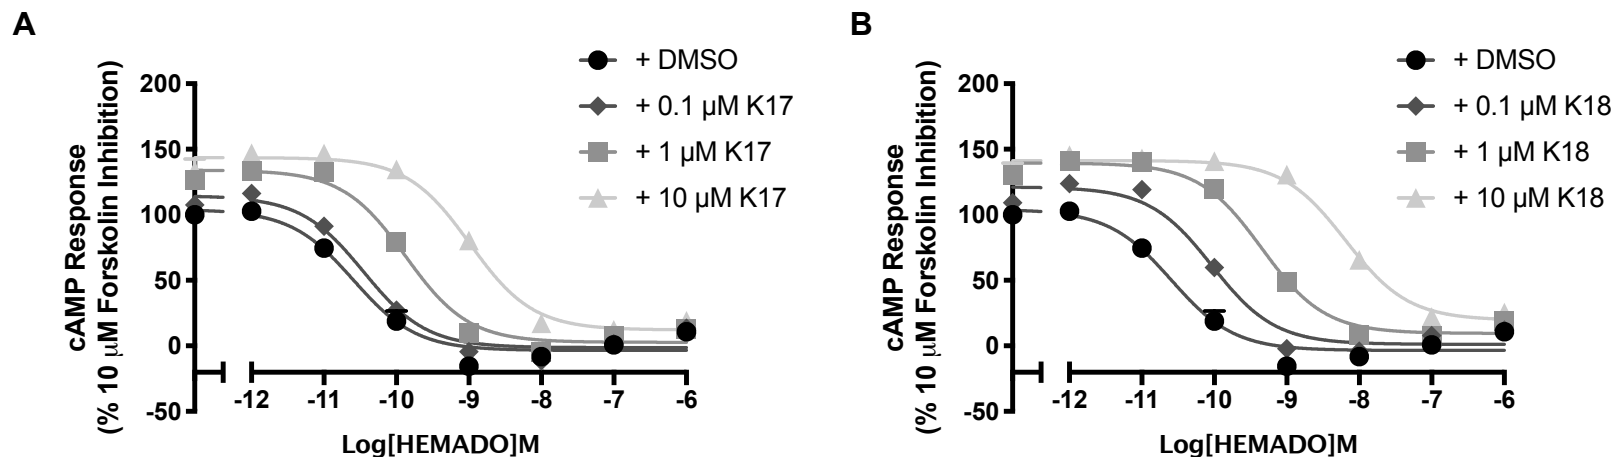 A
cAMP Response
(% 10 μM Forskolin Inhibition)
200
150
100
50
0
-50
-12 -11 -10 -9 -8 -7 -6
Log[HEMADO]M
+ DMSO
+ 0.1 μM K17
+ 1 μM K17
+ 10 μM K17
B
cAMP Response
(% 10 μM Forskolin Inhibition)
200
150
100
50
0
-50
-12 -11 -10 -9 -8 -7 -6
Log[HEMADO]M
+ DMSO
+ 0.1 μM K18
+ 1 μM K18
+ 10 μM K18